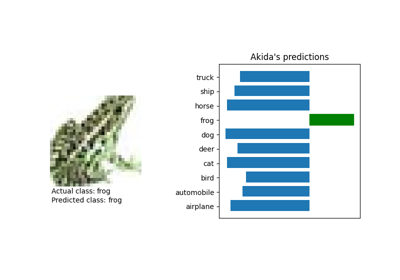 Akida's predictions
truck
ship
horse
frog
dog
deer
cat
bird
automobile
airplane
Actual class: frog
Predicted class: frog